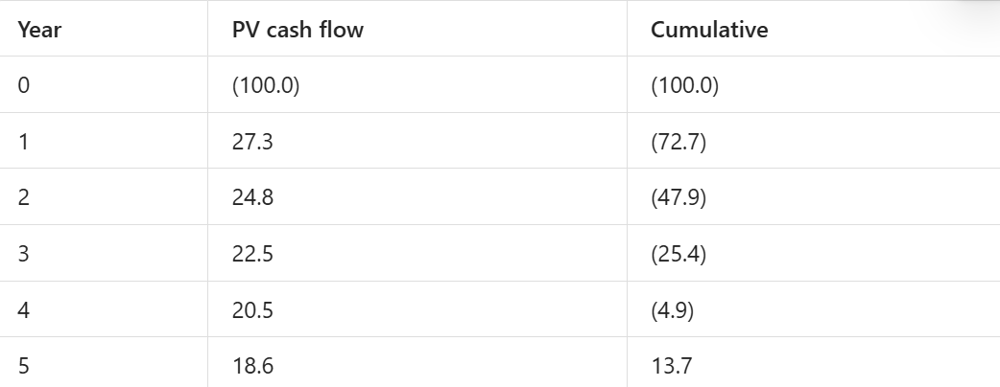 Year PV cash flow Cumulative
0 (100.0) (100.0)
1 27.3 (72.7)
2 24.8 (47.9)
3 22.5 (25.4)
4 20.5 (4.9)
5 18.6 13.7